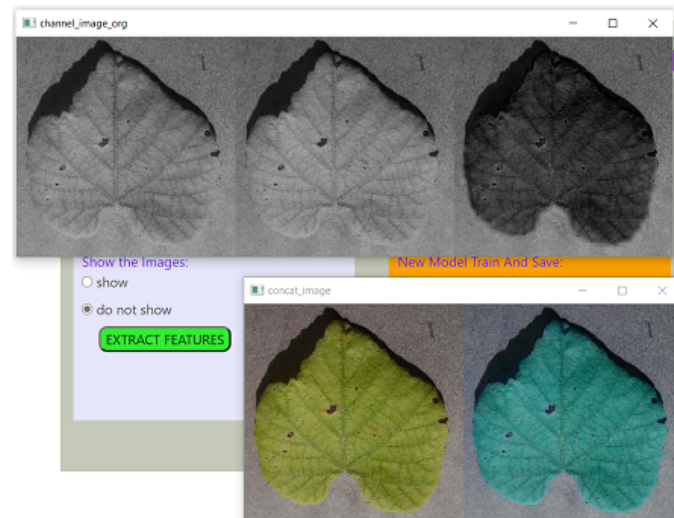 channel_image_org
Show the Images:
New Model Train And Save:
show
do not show
EXTRACT FEATURES
concat_image